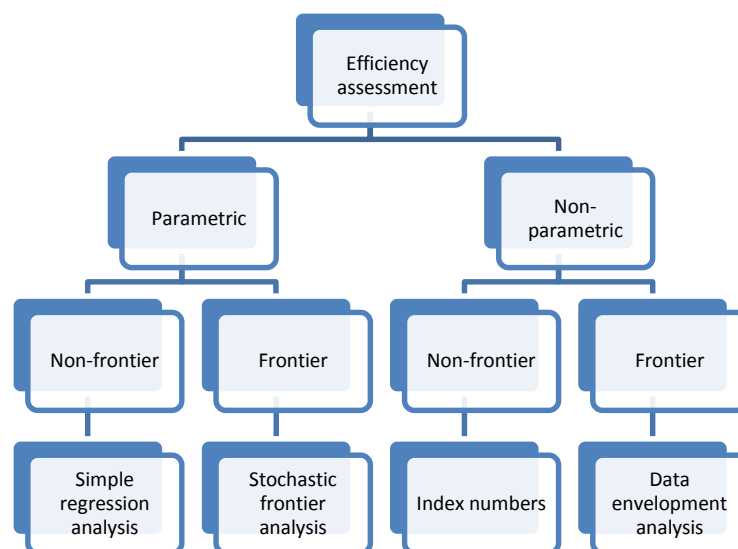 Efficiency
assessment
Parametric
Non-
parametric
Non-frontier
Frontier
Non-frontier
Frontier
Simple
regression
analysis
Stochastic
frontier
analysis
Index numbers
Data
envelopment
analysis